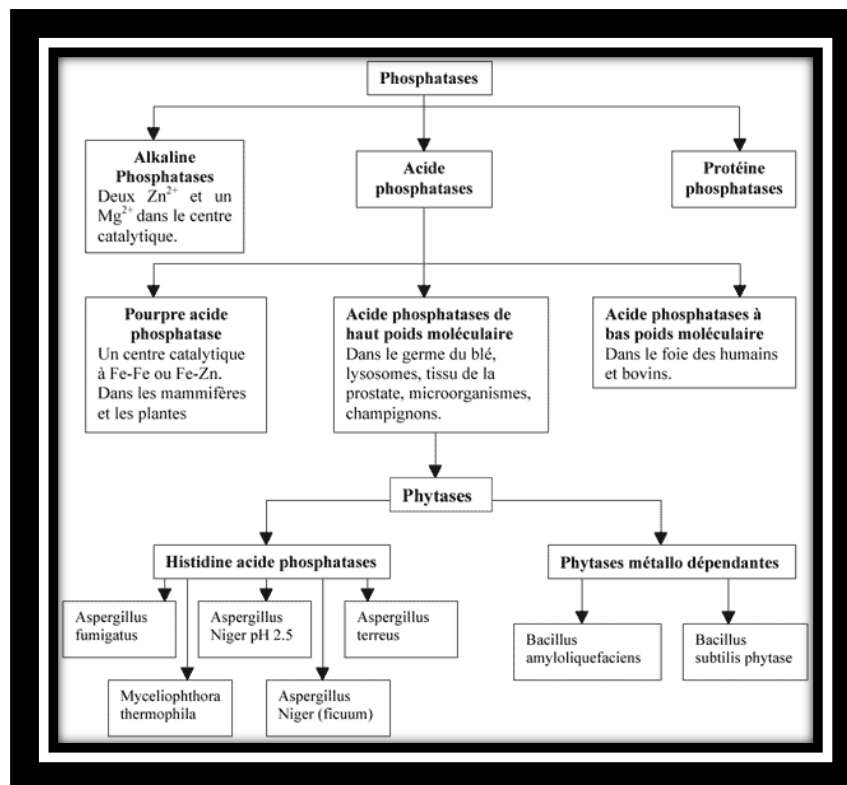 Phosphatases
Alkaline
Phosphatases
Deux Zn²⁺ et un
Mg²⁺ dans le centre
catalytique.
Acide
phosphatases
Protéine
phosphatases
Pourpre acide
phosphatase
Un centre catalytique
à Fe-Fe ou Fe-Zn.
Dans les mammifères
et les plantes
Acide phosphatases de
haut poids moléculaire
Dans le germe du blé,
lysosomes, tissu de la
prostate, microorganismes,
champignons.
Acide phosphatases à
bas poids moléculaire
Dans le foie des humains
et bovins.
Phytases
Histidine acide phosphatases
Phytases métallo dépendantes
Aspergillus
fumigatus
Aspergillus
Niger pH 2.5
Aspergillus
terreus
Bacillus
amyloliquefaciens
Bacillus
subtilis phytase
Myceliophthora
thermophila
Aspergillus
Niger (ficuum)